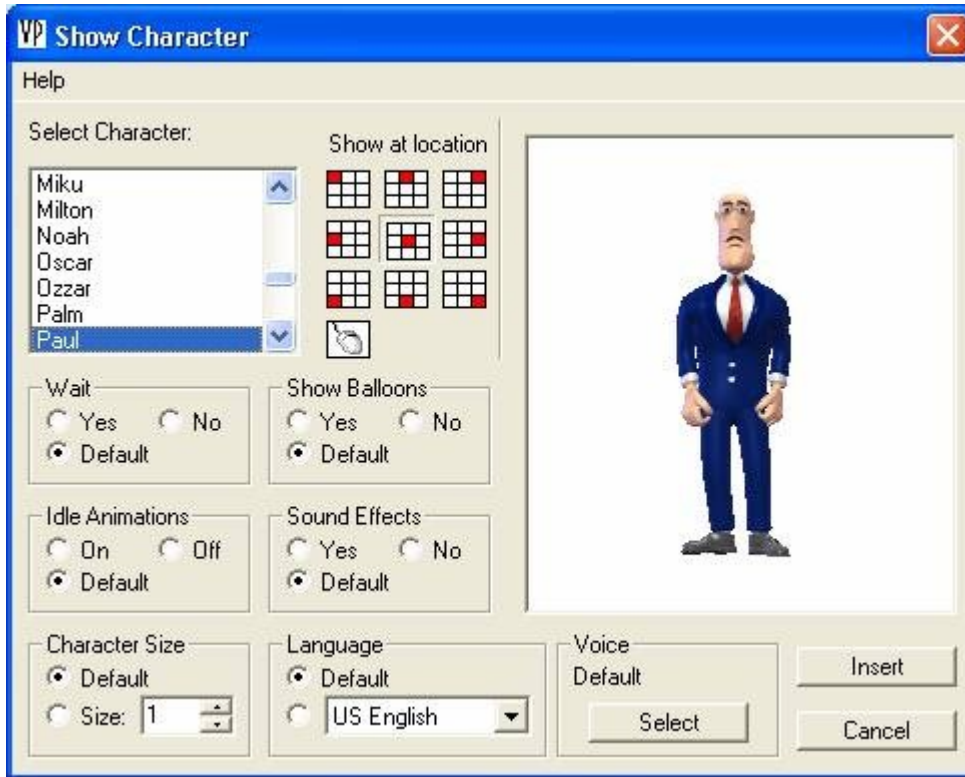 VP Show Character
Help
Select Character:
Show at location
Miku
Milton
Noah
Oscar
Ozzar
Palm
Paul
Wait
Yes No
Default
Show Balloons
Yes No
Default
Idle Animations
On Off
Default
Sound Effects
Yes No
Default
Character Size
Default
Size: 1
Language
Default
US English
Voice
Default
Select
Insert
Cancel